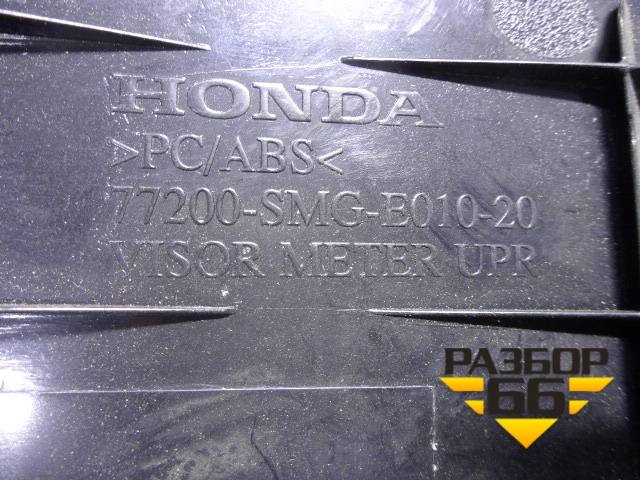 HONDA
>PC/ABS<
77200-SMG-E010-20
VISOR METER UPR
РАЗБОР
66